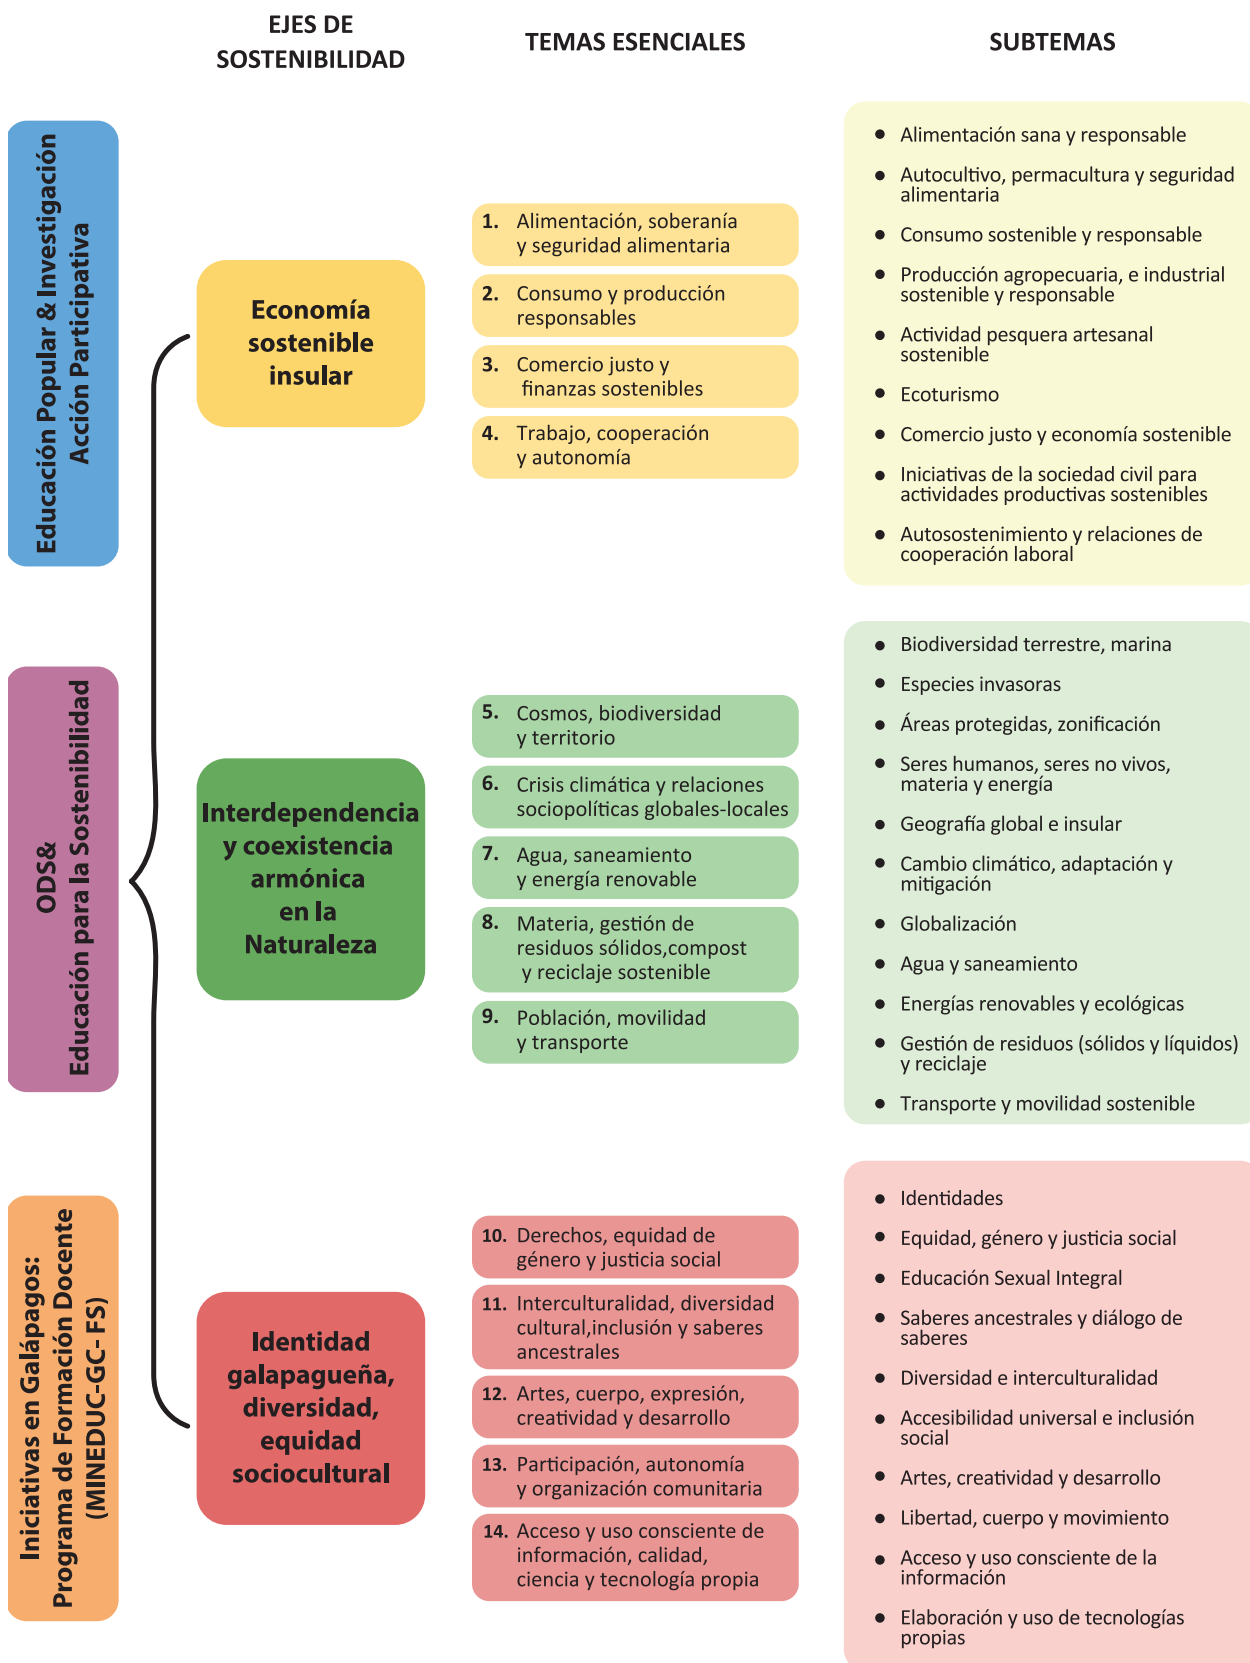 EJES DE
SOSTENIBILIDAD
TEMAS ESENCIALES
SUBTEMAS
Educación Popular & Investigación
Acción Participativa
Economía
sostenible
insular
1. Alimentación, soberanía
y seguridad alimentaria
2. Consumo y producción
responsables
3. Comercio justo y
finanzas sostenibles
4. Trabajo, cooperación
y autonomía
• Alimentación sana y responsable
• Autocultivo, permacultura y seguridad
alimentaria
• Consumo sostenible y responsable
• Producción agropecuaria, e industrial
sostenible y responsable
• Actividad pesquera artesanal
sostenible
• Ecoturismo
• Comercio justo y economía sostenible
• Iniciativas de la sociedad civil para
actividades productivas sostenibles
• Autosostenimiento y relaciones de
cooperación laboral
ODS&
Educación para la Sostenibilidad
Interdependencia
y coexistencia
armónica
en la
Naturaleza
5. Cosmos, biodiversidad
y territorio
6. Crisis climática y relaciones
sociopolíticas globales-locales
7. Agua, saneamiento
y energía renovable
8. Materia, gestión de
residuos sólidos,compost
y reciclaje sostenible
9. Población, movilidad
y transporte
• Biodiversidad terrestre, marina
• Especies invasoras
• Áreas protegidas, zonificación
• Seres humanos, seres no vivos,
materia y energía
• Geografía global e insular
• Cambio climático, adaptación y
mitigación
• Globalización
• Agua y saneamiento
• Energías renovables y ecológicas
• Gestión de residuos (sólidos y líquidos)
y reciclaje
• Transporte y movilidad sostenible
Iniciativas en Galápagos:
Programa de Formación Docente
(MINEDUC-GC- FS)
Identidad
galapagueña,
diversidad,
equidad
sociocultural
10. Derechos, equidad de
género y justicia social
11. Interculturalidad, diversidad
cultural,inclusión y saberes
ancestrales
12. Artes, cuerpo, expresión,
creatividad y desarrollo
13. Participación, autonomía
y organización comunitaria
14. Acceso y uso consciente de
información, calidad,
ciencia y tecnología propia
• Identidades
• Equidad, género y justicia social
• Educación Sexual Integral
• Saberes ancestrales y diálogo de
saberes
• Diversidad e interculturalidad
• Accesibilidad universal e inclusión
social
• Artes, creatividad y desarrollo
• Libertad, cuerpo y movimiento
• Acceso y uso consciente de la
información
• Elaboración y uso de tecnologías
propias